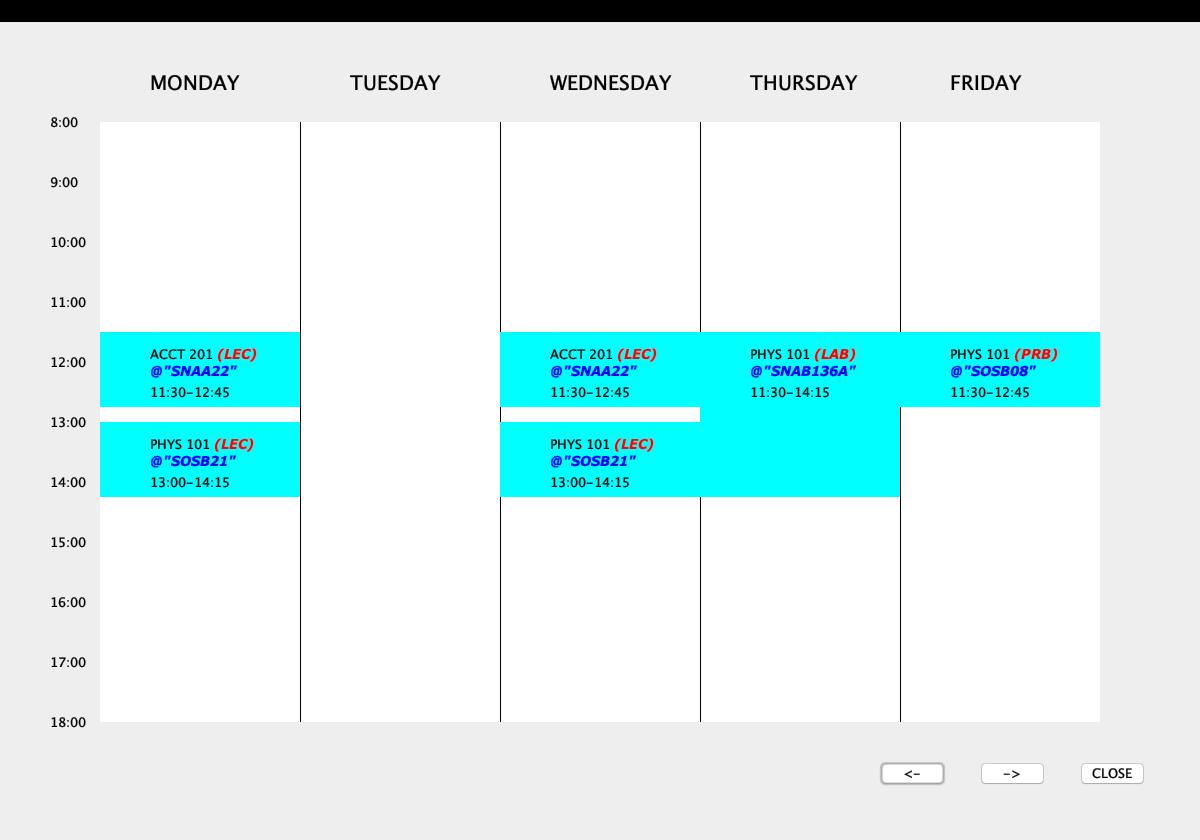 MONDAY TUESDAY WEDNESDAY THURSDAY FRIDAY
8:00
9:00
10:00
11:00
12:00
13:00
14:00
15:00
16:00
17:00
18:00
ACCT 201 (LEC)
@"SNAA22"
11:30-12:45
PHYS 101 (LEC)
@"SOSB21"
13:00-14:15
ACCT 201 (LEC)
@"SNAA22"
11:30-12:45
PHYS 101 (LEC)
@"SOSB21"
13:00-14:15
PHYS 101 (LAB)
@"SNAB136A"
11:30-14:15
PHYS 101 (PRB)
@"SOSB08"
11:30-12:45
<- -> CLOSE